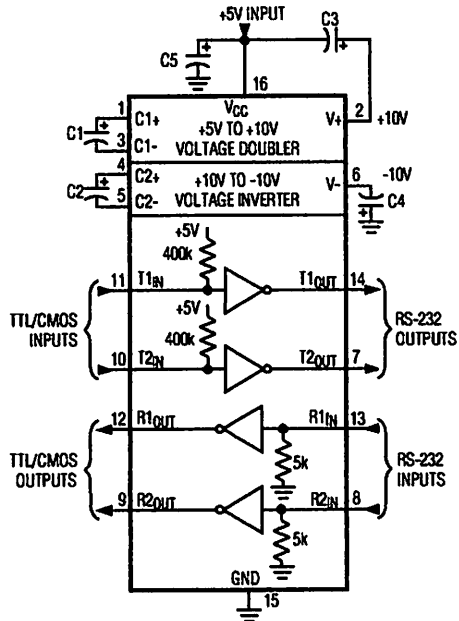 +5V INPUT
C3
+
C5
+
16
1
C1+
VCC
V+
2
+10V
C1
+
+5V TO +10V
3
C1-
VOLTAGE DOUBLER
4
C2+
+10V TO -10V
V-
6
-10V
C2
+
5
C2-
VOLTAGE INVERTER
+
C4
+5V
400k
11
T1IN
T1OUT
14
TTL/CMOS
INPUTS
+5V
400k
RS-232
OUTPUTS
10
T2IN
T2OUT
7
12
R1OUT
R1IN
13
5k
TTL/CMOS
OUTPUTS
RS-232
INPUTS
9
R2OUT
R2IN
8
5k
GND
15